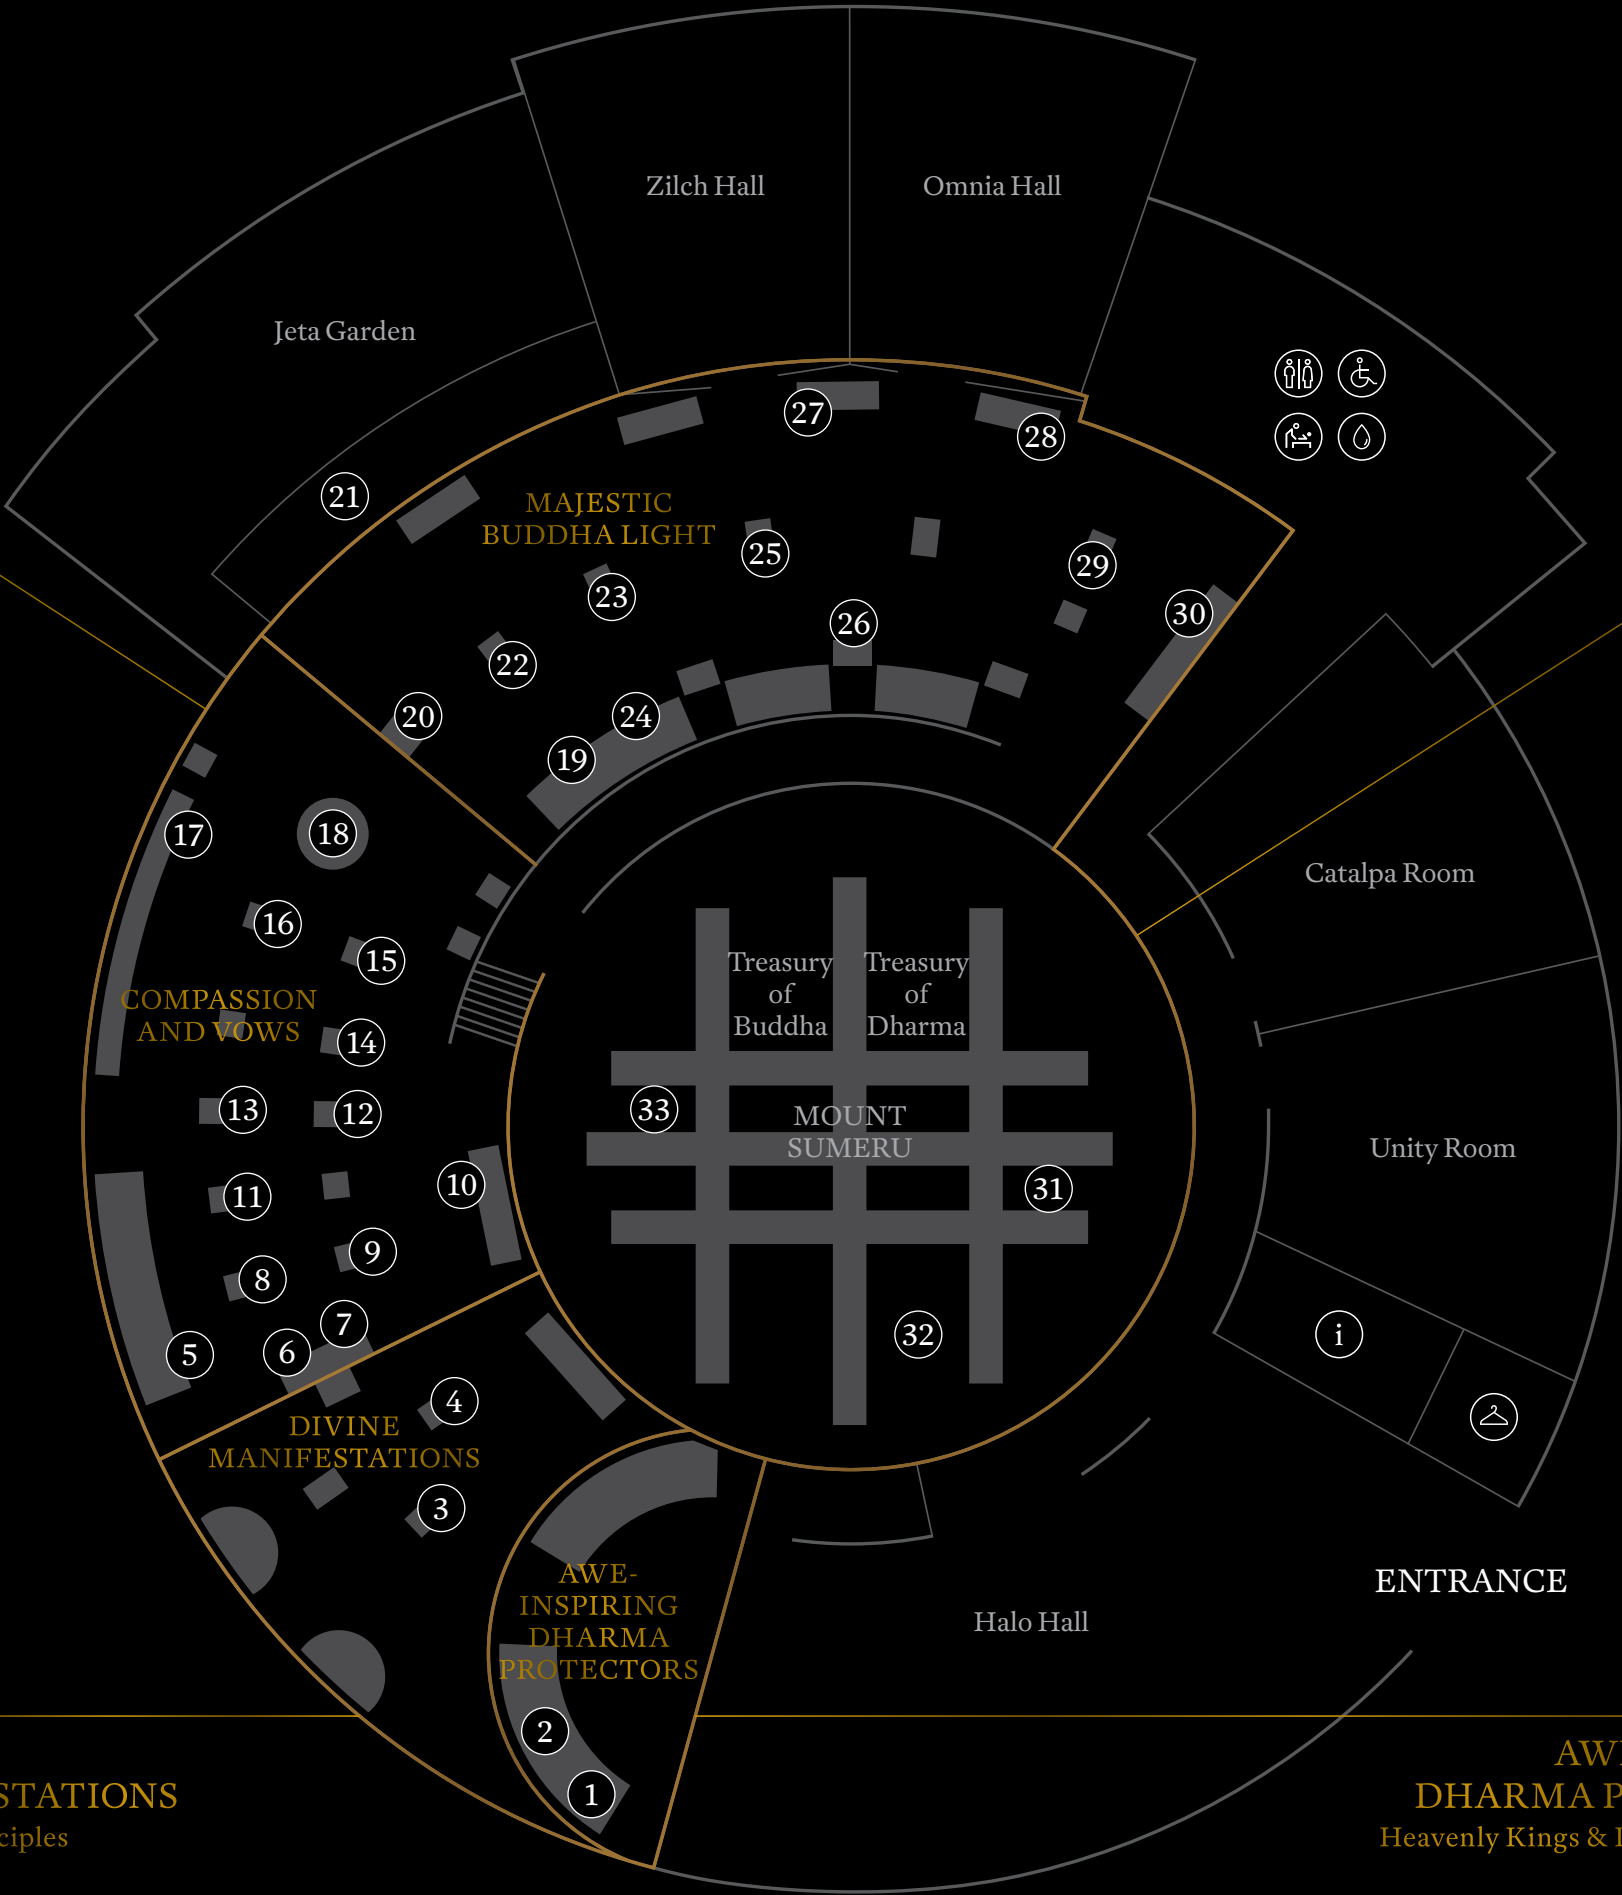 Zilch Hall
Omnia Hall
Jeta Garden
27
28
21
MAJESTIC
BUDDHA LIGHT
25
29
23
26
30
22
20
24
19
17
18
Catalpa Room
16
15
Treasury
of
Buddha
Treasury
of
Dharma
COMPASSION
AND VOWS
14
13
12
33
MOUNT
SUMERU
Unity Room
11
10
31
9
8
7
6
5
32
i
4
DIVINE
MANIFESTATIONS
3
AWE-
INSPIRING
DHARMA
PROTECTORS
ENTRANCE
Halo Hall
2
1
STATIONS
ciples
AW
DHARMA P
Heavenly Kings &